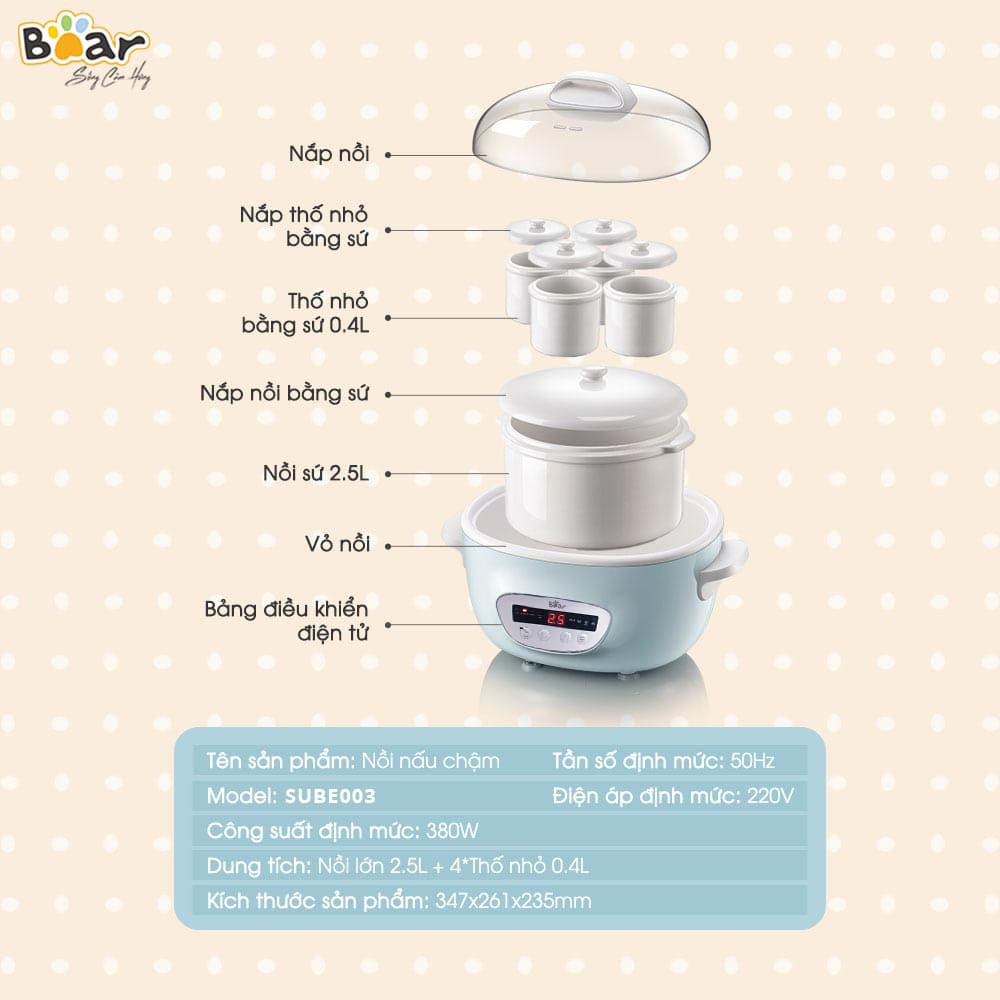 Bear
Sống Cảm Hứng
Nắp nồi
Nắp thố nhỏ
bằng sứ
Thố nhỏ
bằng sứ 0.4L
Nắp nồi bằng sứ
Nồi sứ 2.5L
Vỏ nồi
Bảng điều khiển
điện tử
Bear
2.5
Tên sản phẩm: Nồi nấu chậm
Tần số định mức: 50Hz
Model: SUBE003
Điện áp định mức: 220V
Công suất định mức: 380W
Dung tích: Nồi lớn 2.5L + 4*Thố nhỏ 0.4L
Kích thước sản phẩm: 347x261x235mm